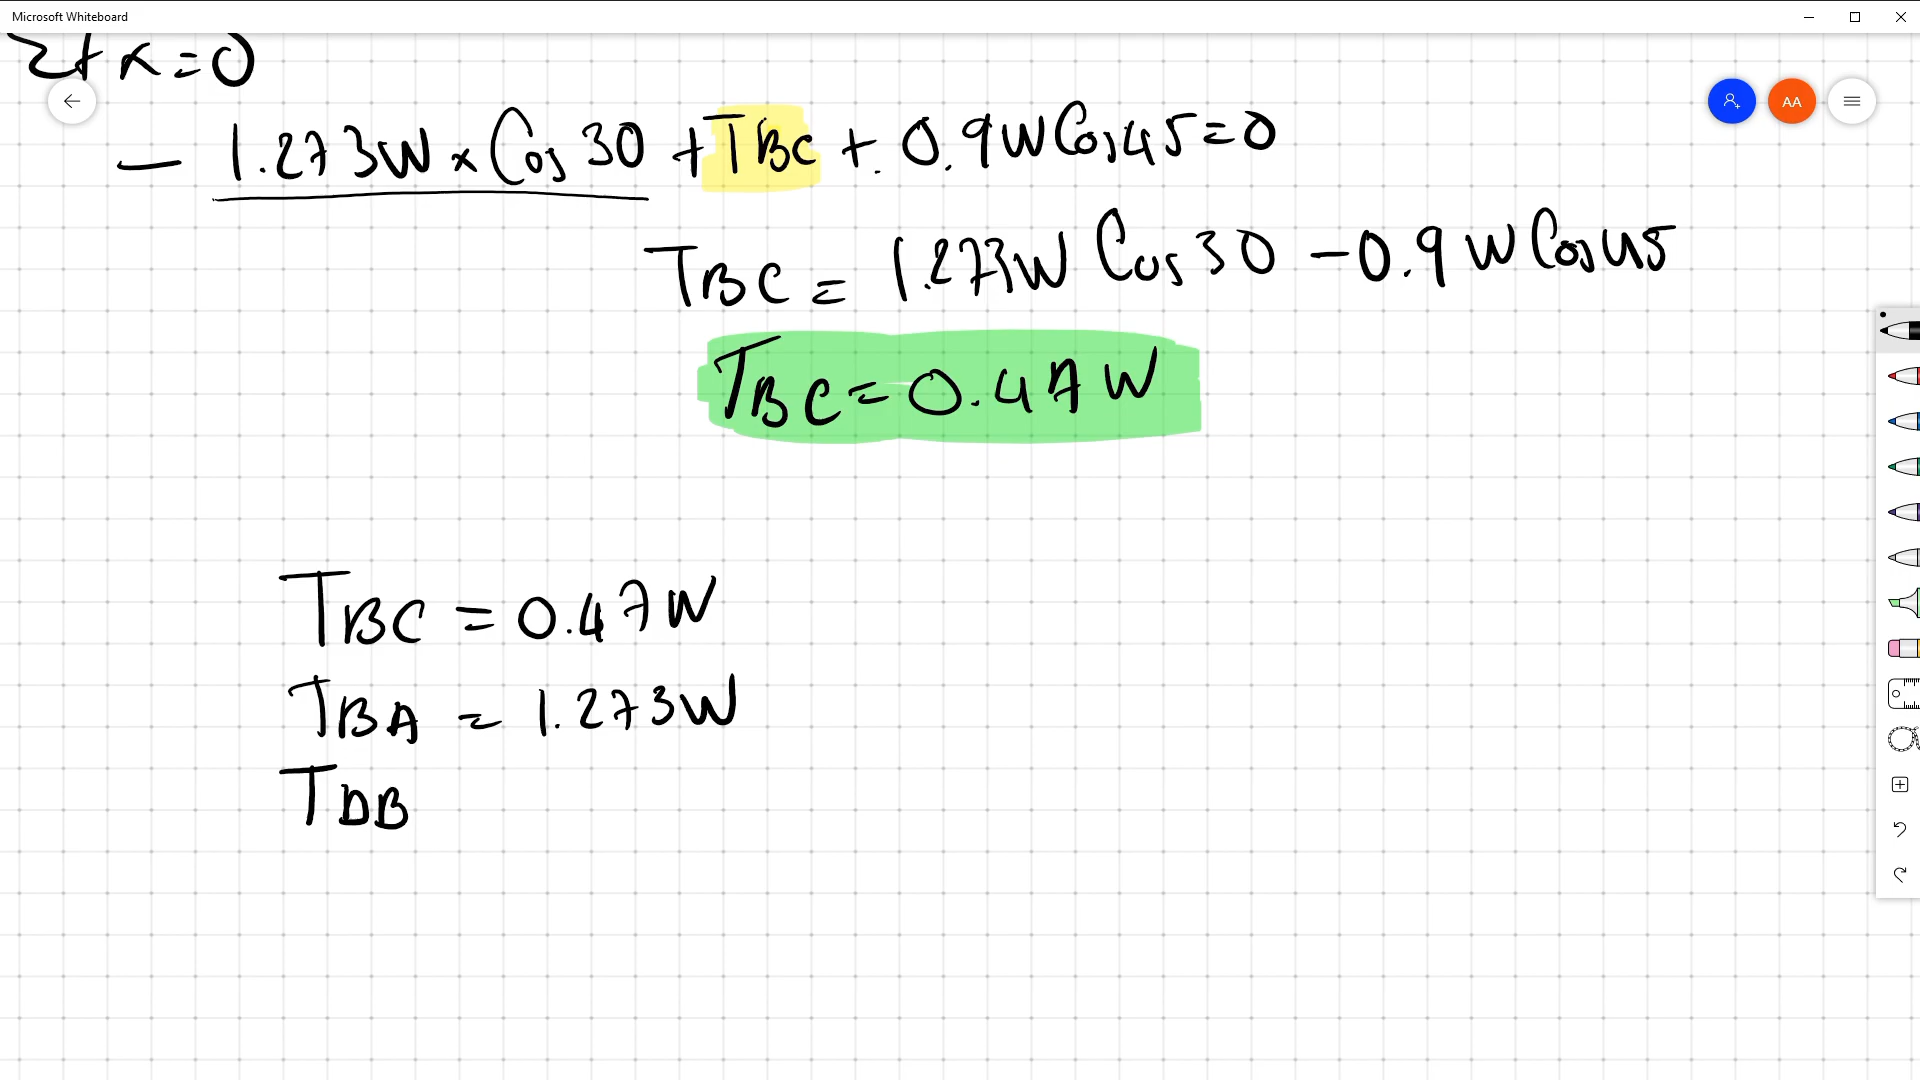 Microsoft Whiteboard
ΣFx=0
AA
— 1.273W × Cos 30 + TBC + 0.9W Cos 45 = 0
TBC = 1.273W Cos 30 - 0.9 W Cos 45
TBC = 0.47 W
TBC = 0.47W
TBA = 1.273W
TDB